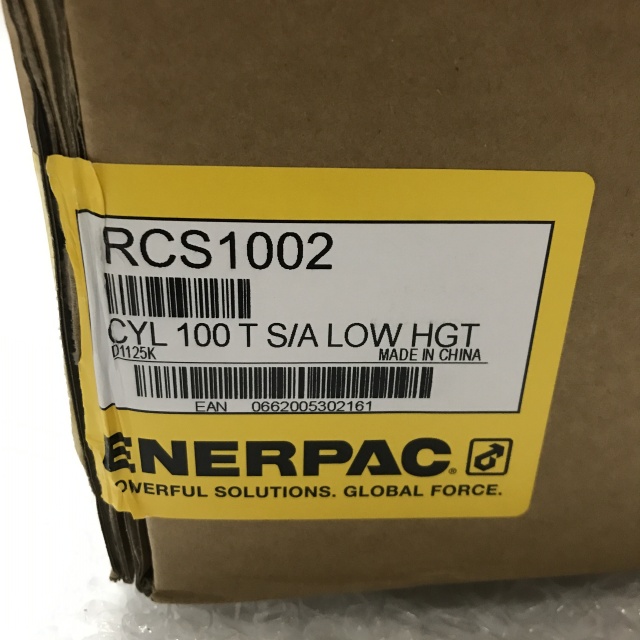 RCS1002
CYL 100 T S/A LOW HGT
D1125K MADE IN CHINA
EAN 0662005302161
ENERPAC®
POWERFUL SOLUTIONS. GLOBAL FORCE.